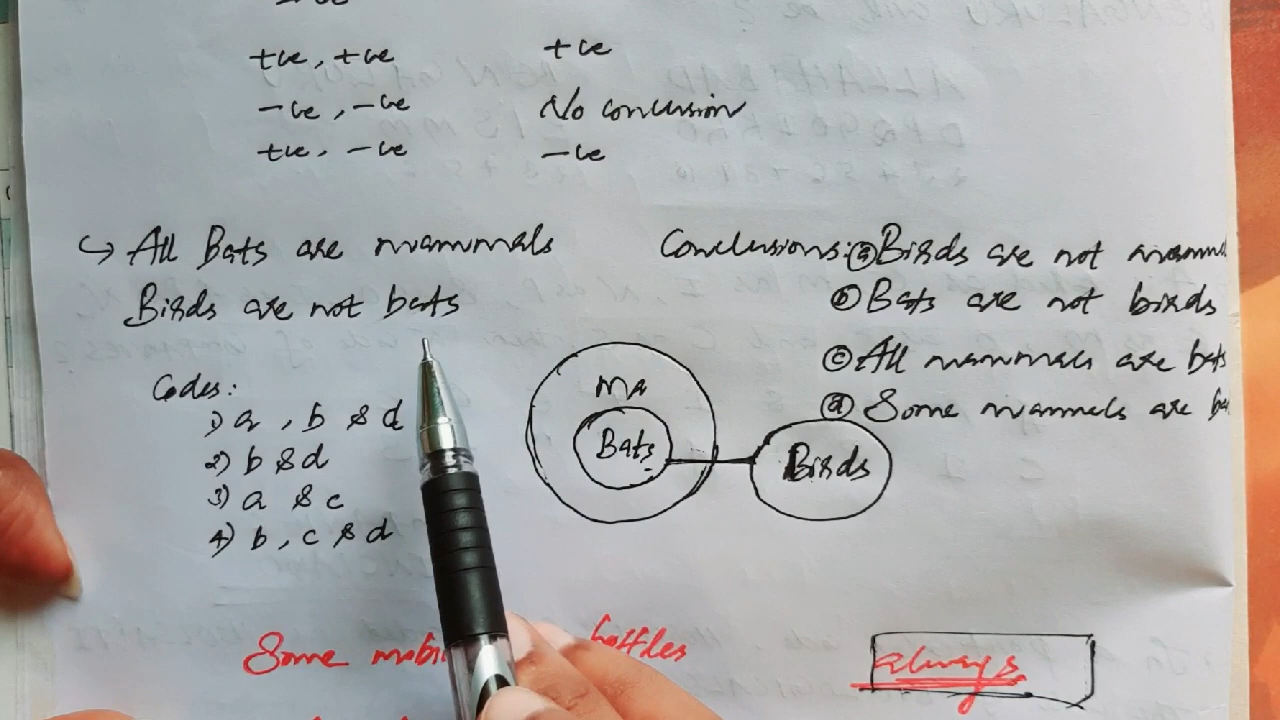 +ve, +ve +ve
-ve, -ve No conclusion
+ve, -ve -ve
↳ All Bats are mammals
Birds are not bats
Conclusions: ⓐ Birds are not
ⓑ Bats are not birds
ⓒ All mammals are bats
ⓓ Some mammels are
Codes:
1) a, b & d
2) b & d
3) a & c
4) b, c & d
MA
Bats
Birds
Some
always